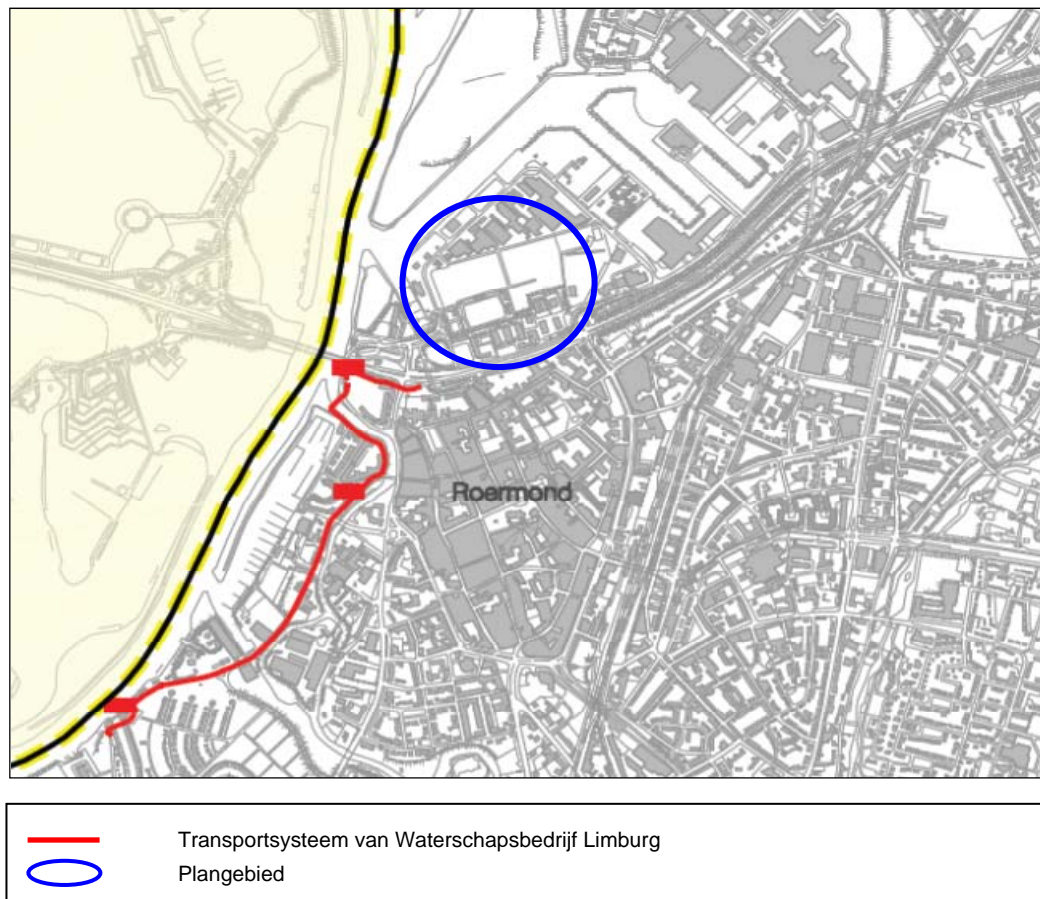 Roermond
Transportsysteem van Waterschapsbedrijf Limburg
Plangebied